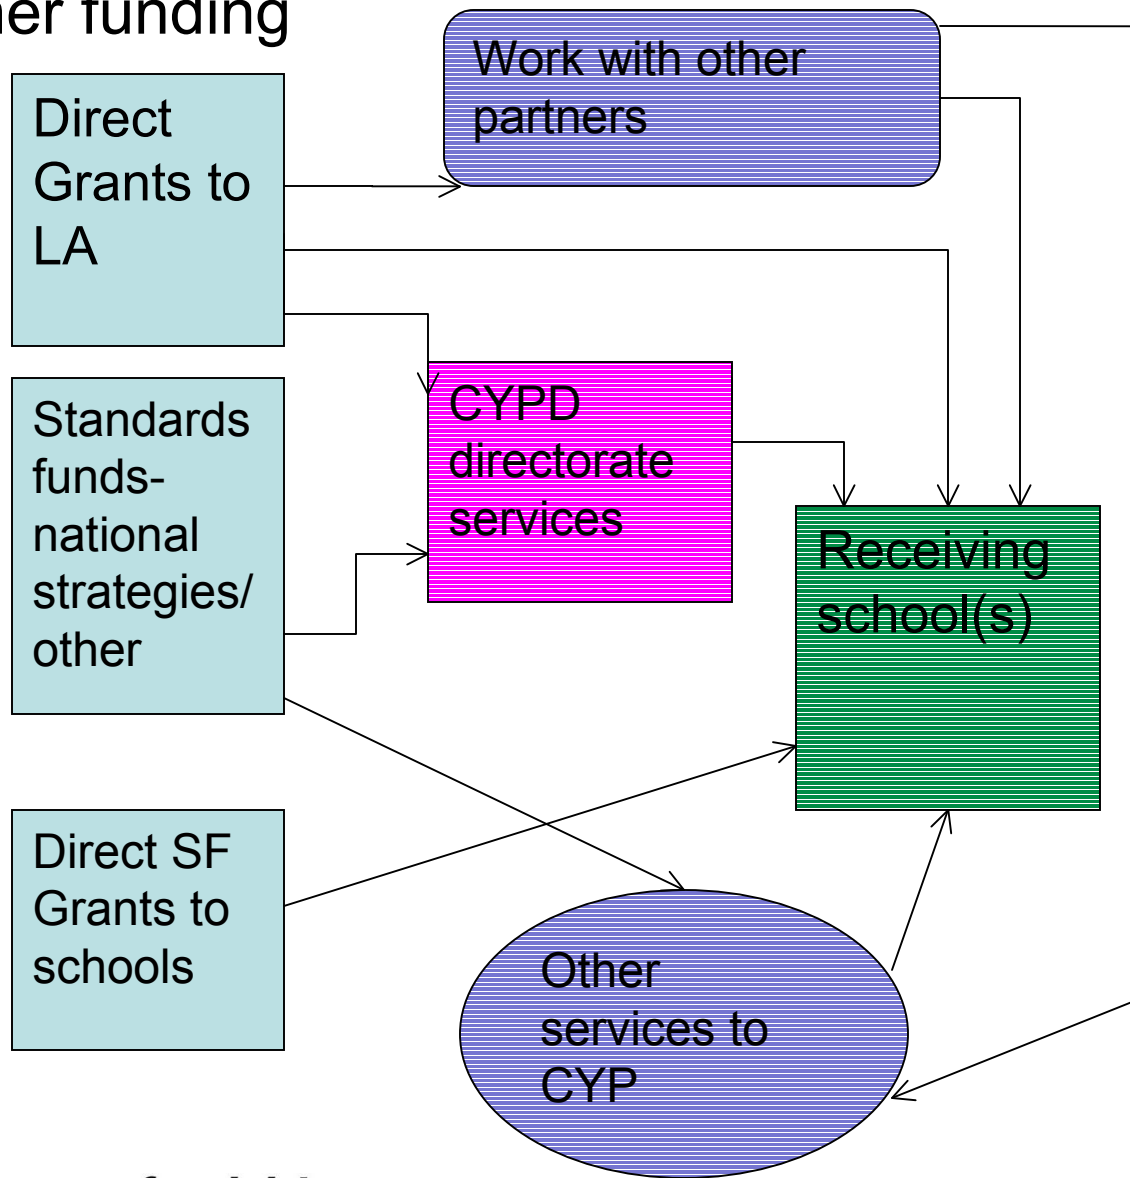 funding
Work with other
partners
Direct
Grants to
LA
Standards
funds-
national
strategies/
other
CYPD
directorate
services
Receiving
school(s)
Direct SF
Grants to
schools
Other
services to
CYP